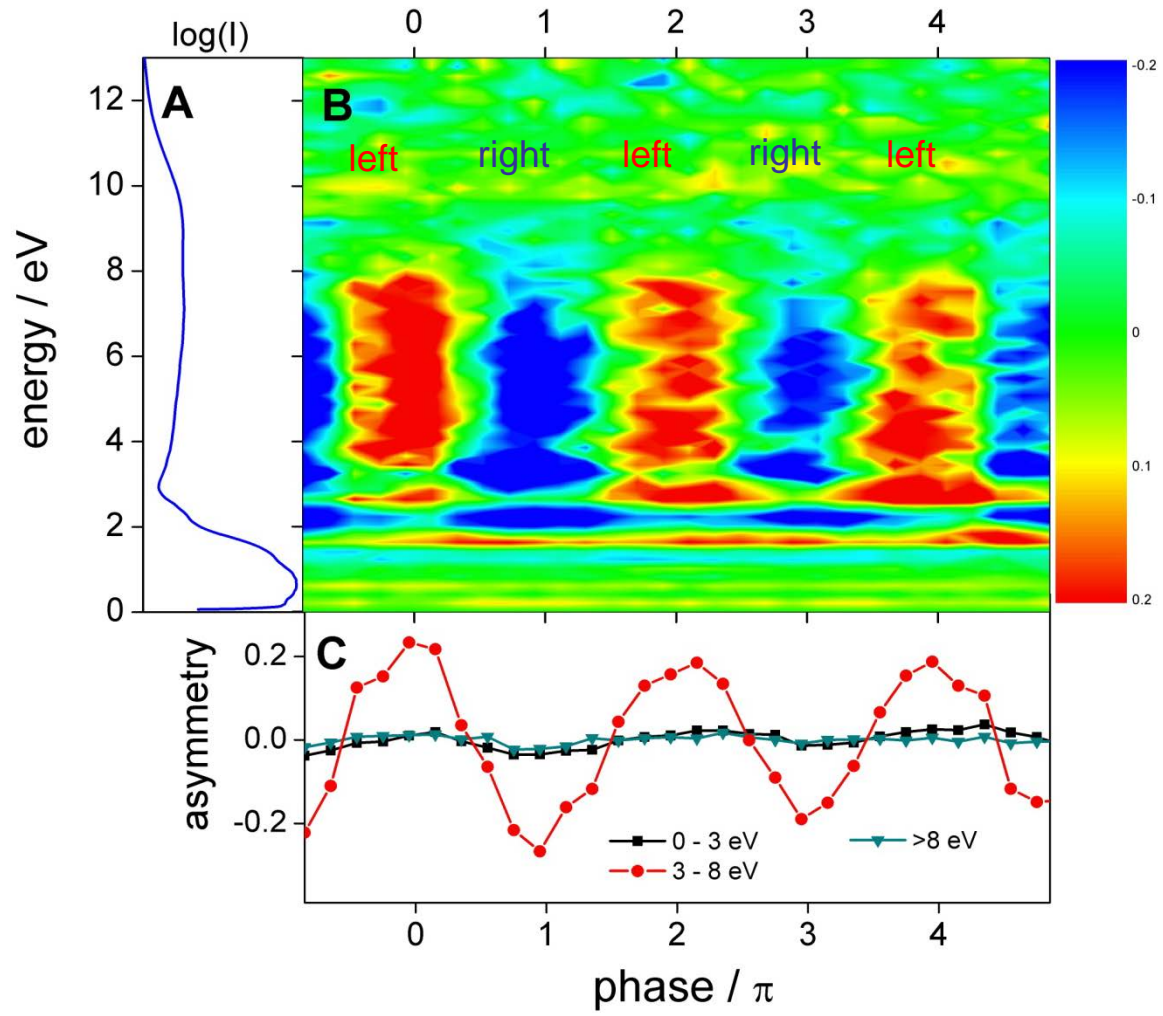 0 1 2 3 4
log(I)
A
B
-0.2
12
left right left right left
10
-0.1
8
6
0
energy / eV
4
0.1
2
0
0.2
C
0.2
0.0
-0.2
asymmetry
0 - 3 eV >8 eV
3 - 8 eV
0 1 2 3 4
phase / π